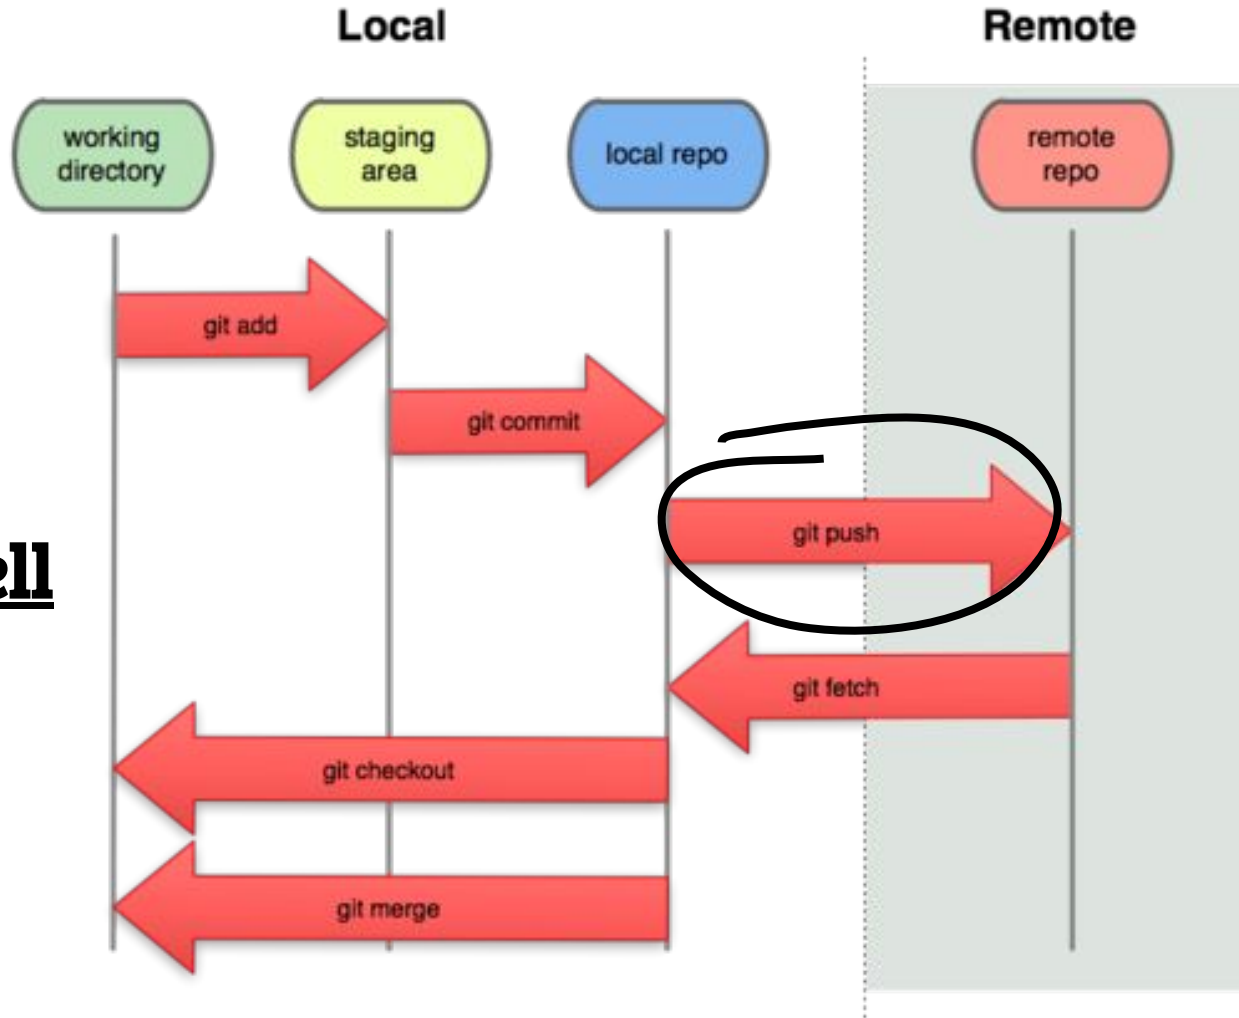 Local
Remote
working
directory
staging
area
local repo
remote
repo
git add
git commit
git push
ell
git fetch
git checkout
git merge